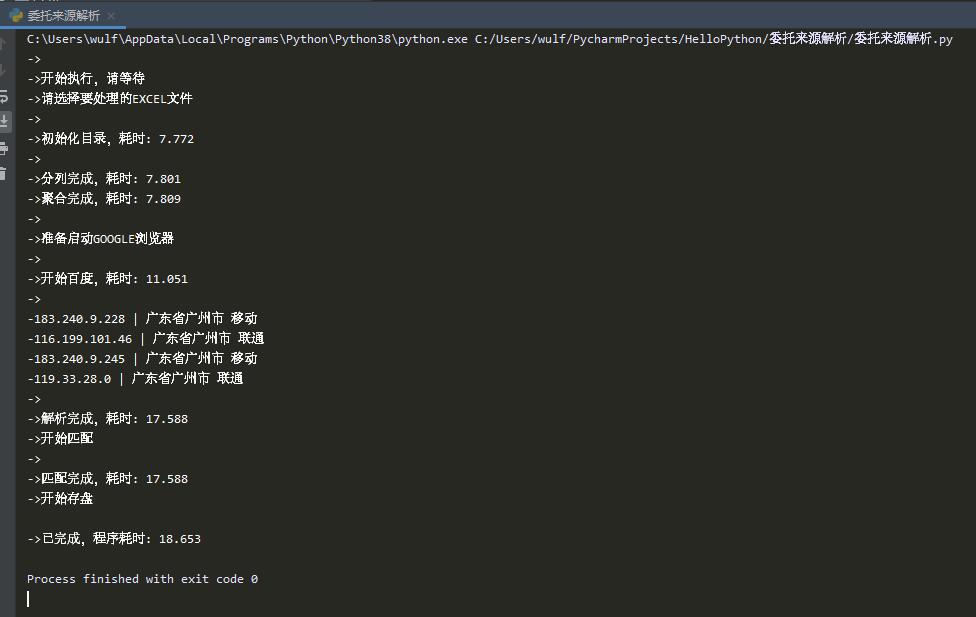 委托来源解析
C:\Users\wulf\AppData\Local\Programs\Python\Python38\python.exe C:/Users/wulf/PycharmProjects/HelloPython/委托来源解析/委托来源解析.py
->
->开始执行，请等待
->请选择要处理的EXCEL文件
->
->初始化目录，耗时: 7.772
->
->分列完成，耗时: 7.801
->聚合完成，耗时: 7.809
->
->准备启动GOOGLE浏览器
->
->开始百度，耗时: 11.051
->
-183.240.9.228 | 广东省广州市 移动
-116.199.101.46 | 广东省广州市 联通
-183.240.9.245 | 广东省广州市 移动
-119.33.28.0 | 广东省广州市 联通
->
->解析完成，耗时: 17.588
->开始匹配
->
->匹配完成，耗时: 17.588
->开始存盘
->已完成，程序耗时: 18.653
Process finished with exit code 0